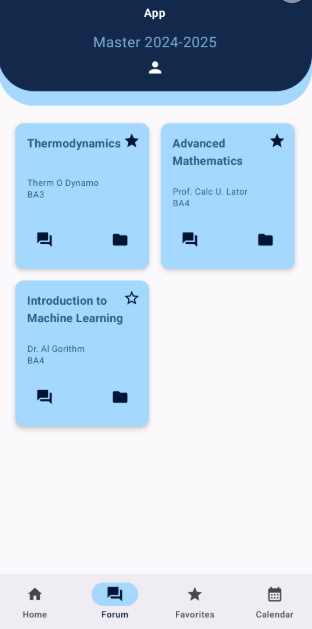 App
Master 2024-2025
Thermodynamics
Therm O Dynamo
BA3
Advanced
Mathematics
Prof. Calc U. Lator
BA4
Introduction to
Machine Learning
Dr. Al Gorithm
BA4
Home
Forum
Favorites
Calendar